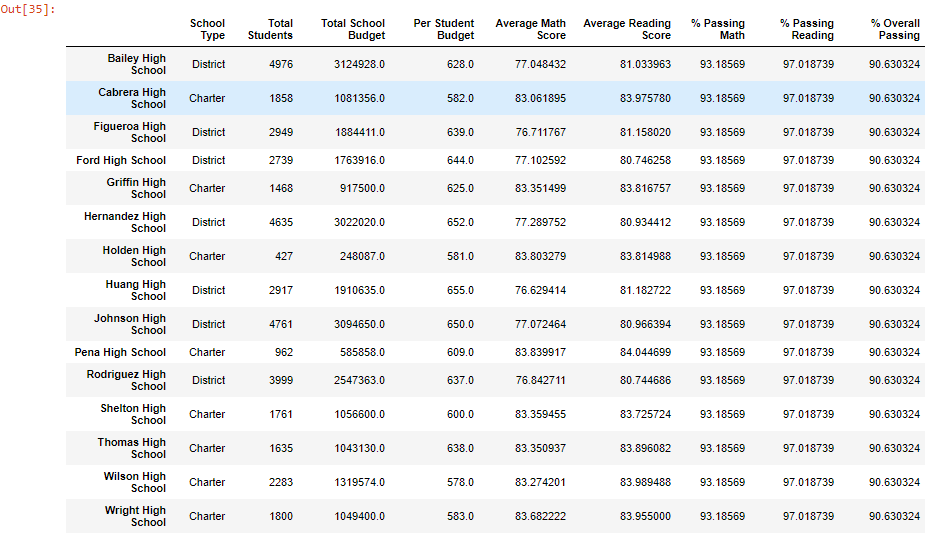 Out[35]:
School Type Total Students Total School Budget Per Student Budget Average Math Score Average Reading Score % Passing Math % Passing Reading % Overall Passing
Bailey High School District 4976 3124928.0 628.0 77.048432 81.033963 93.18569 97.018739 90.630324
Cabrera High School Charter 1858 1081356.0 582.0 83.061895 83.975780 93.18569 97.018739 90.630324
Figueroa High School District 2949 1884411.0 639.0 76.711767 81.158020 93.18569 97.018739 90.630324
Ford High School District 2739 1763916.0 644.0 77.102592 80.746258 93.18569 97.018739 90.630324
Griffin High School Charter 1468 917500.0 625.0 83.351499 83.816757 93.18569 97.018739 90.630324
Hernandez High School District 4635 3022020.0 652.0 77.289752 80.934412 93.18569 97.018739 90.630324
Holden High School Charter 427 248087.0 581.0 83.803279 83.814988 93.18569 97.018739 90.630324
Huang High School District 2917 1910635.0 655.0 76.629414 81.182722 93.18569 97.018739 90.630324
Johnson High School District 4761 3094650.0 650.0 77.072464 80.966394 93.18569 97.018739 90.630324
Pena High School Charter 962 585858.0 609.0 83.839917 84.044699 93.18569 97.018739 90.630324
Rodriguez High School District 3999 2547363.0 637.0 76.842711 80.744686 93.18569 97.018739 90.630324
Shelton High School Charter 1761 1056600.0 600.0 83.359455 83.725724 93.18569 97.018739 90.630324
Thomas High School Charter 1635 1043130.0 638.0 83.350937 83.896082 93.18569 97.018739 90.630324
Wilson High School Charter 2283 1319574.0 578.0 83.274201 83.989488 93.18569 97.018739 90.630324
Wright High School Charter 1800 1049400.0 583.0 83.682222 83.955000 93.18569 97.018739 90.630324